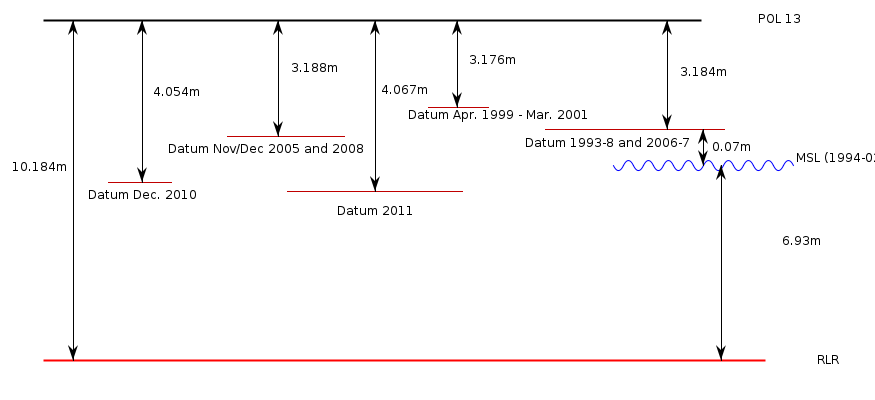 POL 13
3.176m
3.188m
3.184m
4.054m
4.067m
Datum Apr. 1999 - Mar. 2001
Datum Nov/Dec 2005 and 2008
Datum 1993-8 and 2006-7
0.07m
MSL (1994-02
10.184m
Datum Dec. 2010
Datum 2011
6.93m
RLR